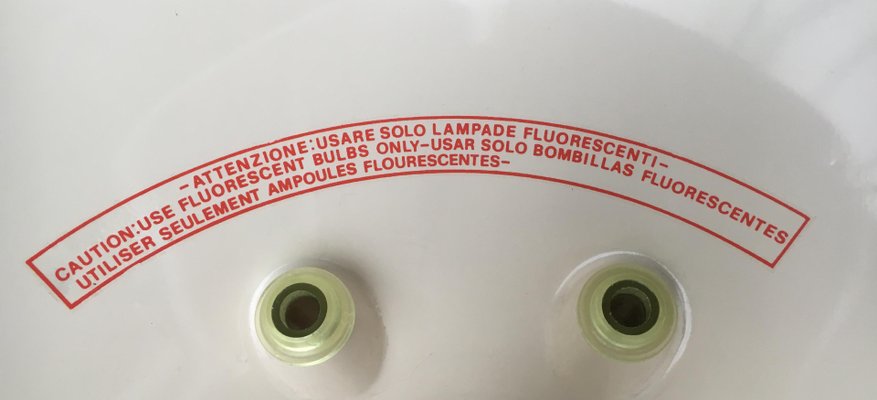 -ATTENZIONE:USARE SOLO LAMPADE FLUORESCENTI-
CAUTION:USE FLUORESCENT BULBS ONLY-USAR SOLO BOMBILLAS FLUORESCENTES
UTILISER SEULEMENT AMPOULES FLOURESCENTES-